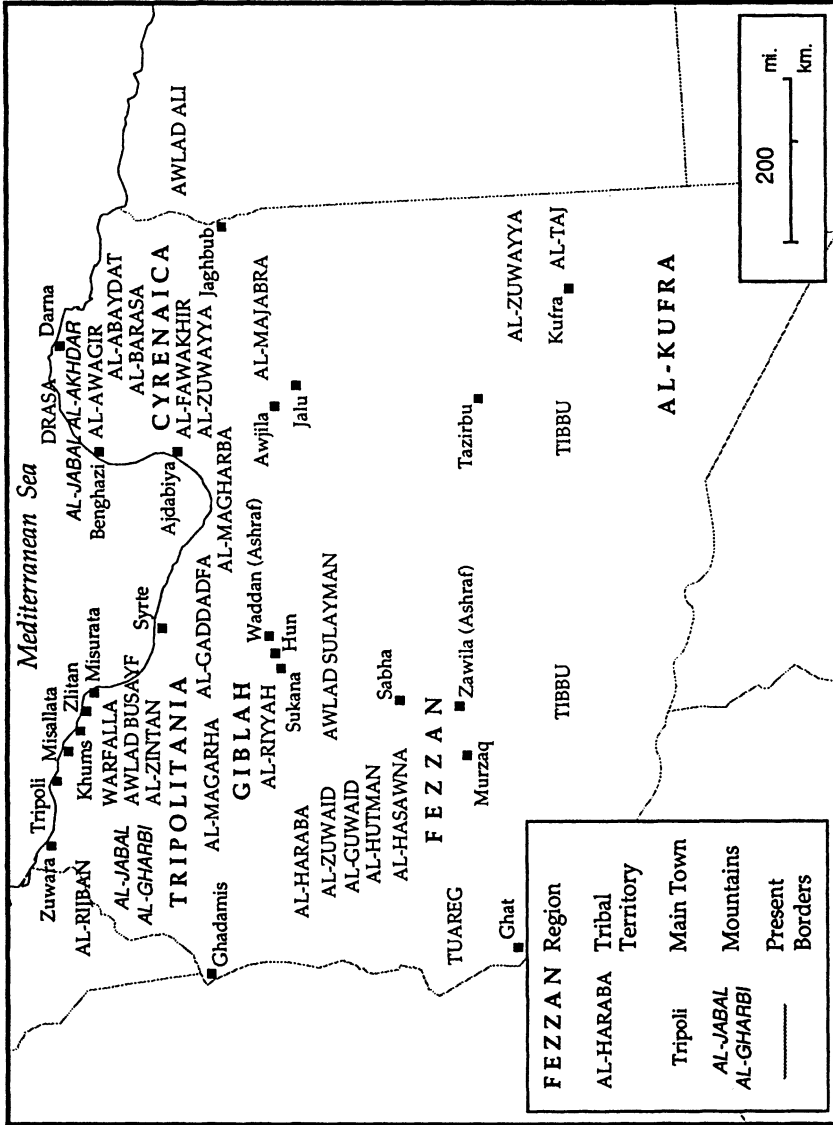 Mediterranean Sea
Zuwara
Tripoli
Misallata
Khums
Zlitan
Misurata
Syrte
DRASA
Darna
AL-JABAL AL-AKHDAR
Benghazi
AL-AWAGIR
AL-ABAYDAT
AL-BARASA
CYRENAICA
AWLAD ALI
AL-RIJBAN
AL-JABAL
AL-GHARBI
WARFALLA
AWLAD BUSAYF
AL-ZINTAN
TRIPOLITANIA
Ajdabiya
AL-FAWAKHIR
AL-ZUWAYYA
Jaghbub
Ghadamis
AL-MAGARHA
AL-GADDADFA
AL-MAGHARBA
GIBLAH
AL-RIYYAH
Waddan (Ashraf)
Hun
Sukana
Awjila
AL-MAJABRA
Jalu
AL-HARABA
AL-ZUWAID
AL-GUWAID
AL-HUTMAN
AL-HASAWNA
AWLAD SULAYMAN
Sabha
FEZZAN
Zawila (Ashraf)
Murzaq
TUAREG
Ghat
Tazirbu
AL-ZUWAYYA
Kufra
AL-TAJ
TIBBU
TIBBU
AL-KUFRA
FEZZAN Region
AL-HARABA Tribal
Territory
Tripoli Main Town
AL-JABAL
AL-GHARBI Mountains
Present
Borders
200 mi.
km.